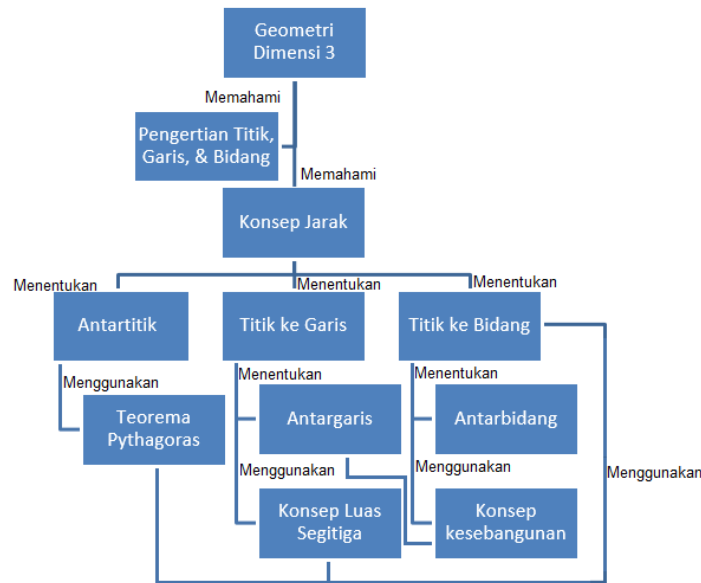 Geometri
Dimensi 3
Memahami
Pengertian Titik,
Garis, & Bidang
Memahami
Konsep Jarak
Menentukan
Menentukan
Menentukan
Antartitik
Titik ke Garis
Titik ke Bidang
Menggunakan
Menentukan
Menentukan
Teorema
Pythagoras
Antargaris
Antarbidang
Menggunakan
Menggunakan
Menggunakan
Konsep Luas
Segitiga
Konsep
kesebangunan